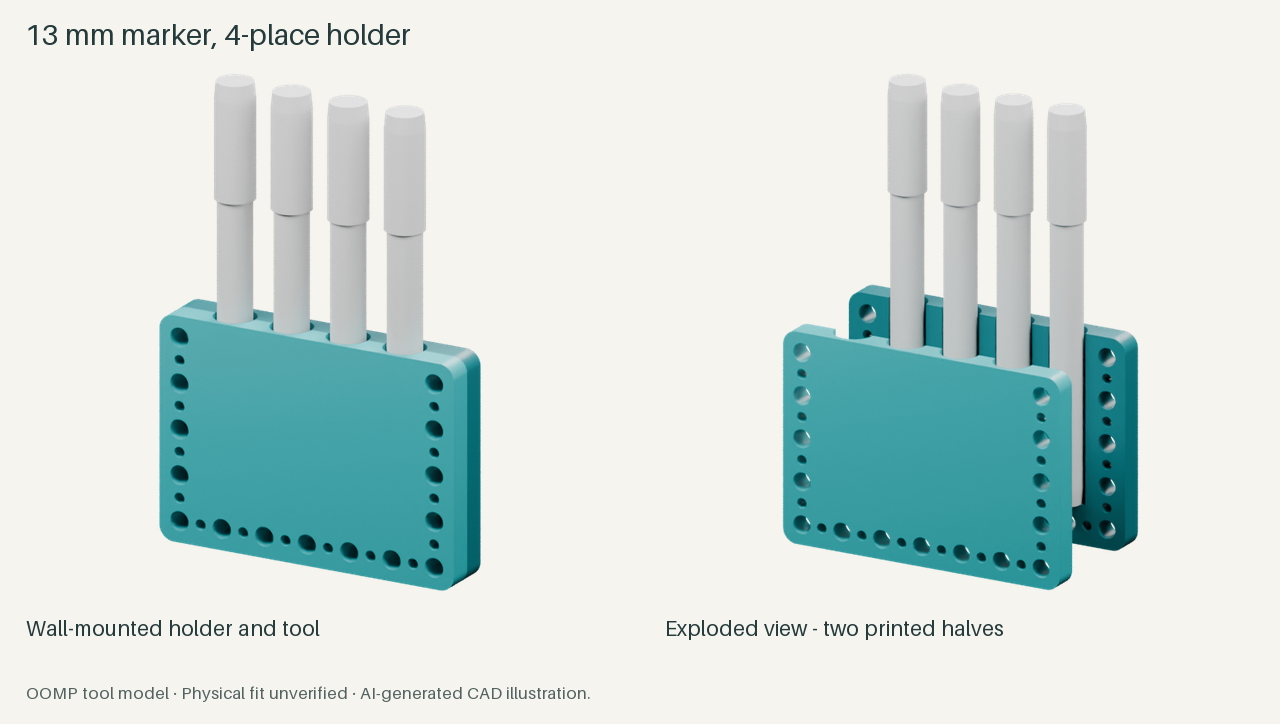 13 mm marker, 4-place holder
Wall-mounted holder and tool
Exploded view - two printed halves
OOMP tool model · Physical fit unverified · AI-generated CAD illustration.